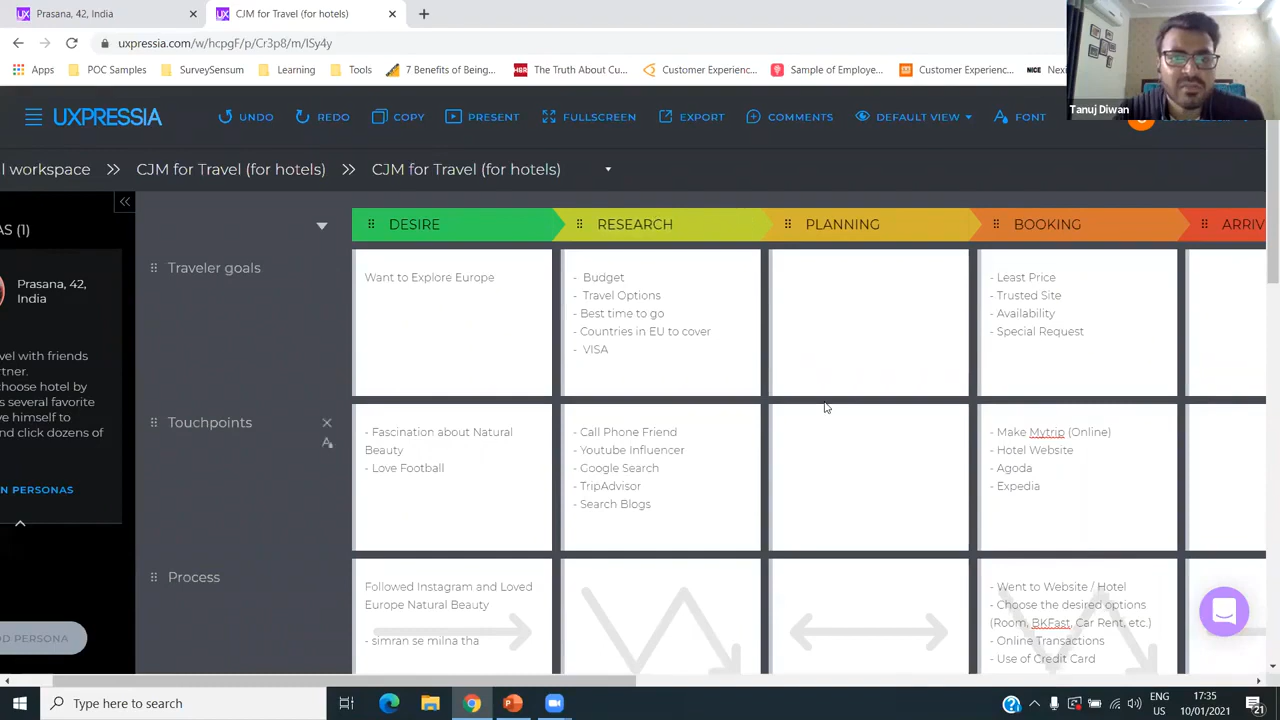 Prasana, 42, India
CJM for Travel (for hotels)
uxpressia.com/w/hcpgF/p/Cr3p8/m/ISy4y
Apps
POC Samples
SurveySensum
Learning
Tools
7 Benefits of Being...
HBR
The Truth About Cu...
Customer Experienc...
Sample of Employe...
Customer Experienc...
NICE
Nexi
Tanuj Diwan
UXPRESSIA
UNDO
REDO
COPY
PRESENT
FULLSCREEN
EXPORT
COMMENTS
DEFAULT VIEW
FONT
l workspace
CJM for Travel (for hotels)
CJM for Travel (for hotels)
AS (1)
Prasana, 42,
India
vel with friends
rtner.
choose hotel by
s several favorite
ve himself to
nd click dozens of
N PERSONAS
DD PERSONA
DESIRE
RESEARCH
PLANNING
BOOKING
ARRIV
Traveler goals
Want to Explore Europe
- Budget
- Travel Options
- Best time to go
- Countries in EU to cover
- VISA
- Least Price
- Trusted Site
- Availability
- Special Request
Touchpoints
- Fascination about Natural
Beauty
- Love Football
- Call Phone Friend
- Youtube Influencer
- Google Search
- TripAdvisor
- Search Blogs
- Make Mytrip (Online)
- Hotel Website
- Agoda
- Expedia
Process
Followed Instagram and Loved
Europe Natural Beauty
- simran se milna tha
- Went to Website / Hotel
- Choose the desired options
(Room, BKFast, Car Rent, etc.)
- Online Transactions
- Use of Credit Card
Type here to search
ENG
US
17:35
10/01/2021
21